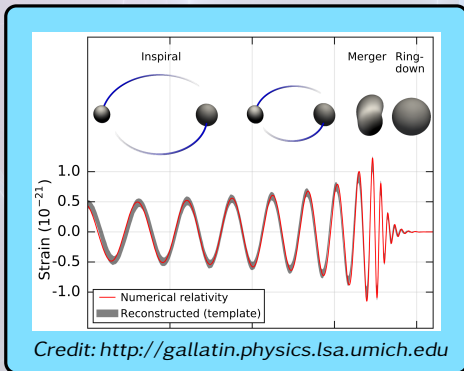 Inspiral
Merger Ring-
down
1.0
0.5
0.0
-0.5
-1.0
Strain (10⁻²¹)
Numerical relativity
Reconstructed (template)
Credit: http://gallatin.physics.lsa.umich.edu